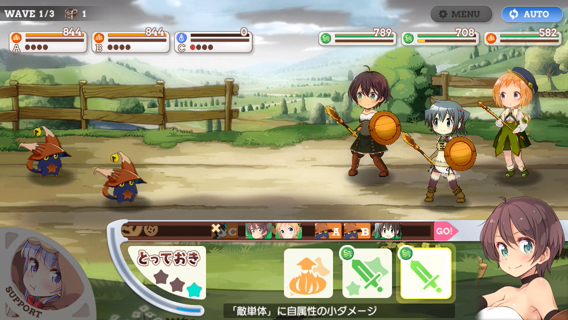 WAVE 1/3 1
MENU
AUTO
844
844
0
789
708
582
A
B
C
C
A
B
GO!
とっておき
SUPPORT
「敵単体」に自属性の小ダメージ